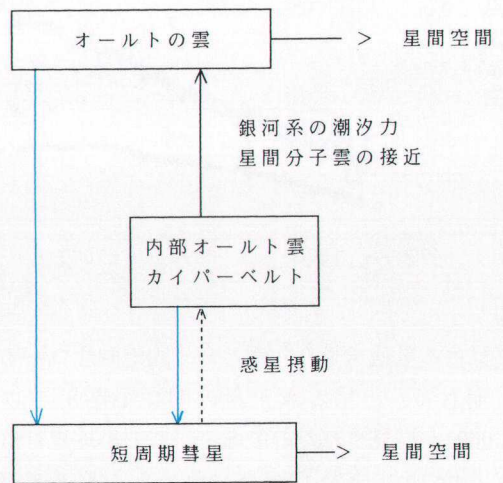 オールトの雲
星間空間
銀河系の潮汐力
星間分子雲の接近
内部オールト雲
カイパーベルト
惑星摂動
短周期彗星
星間空間